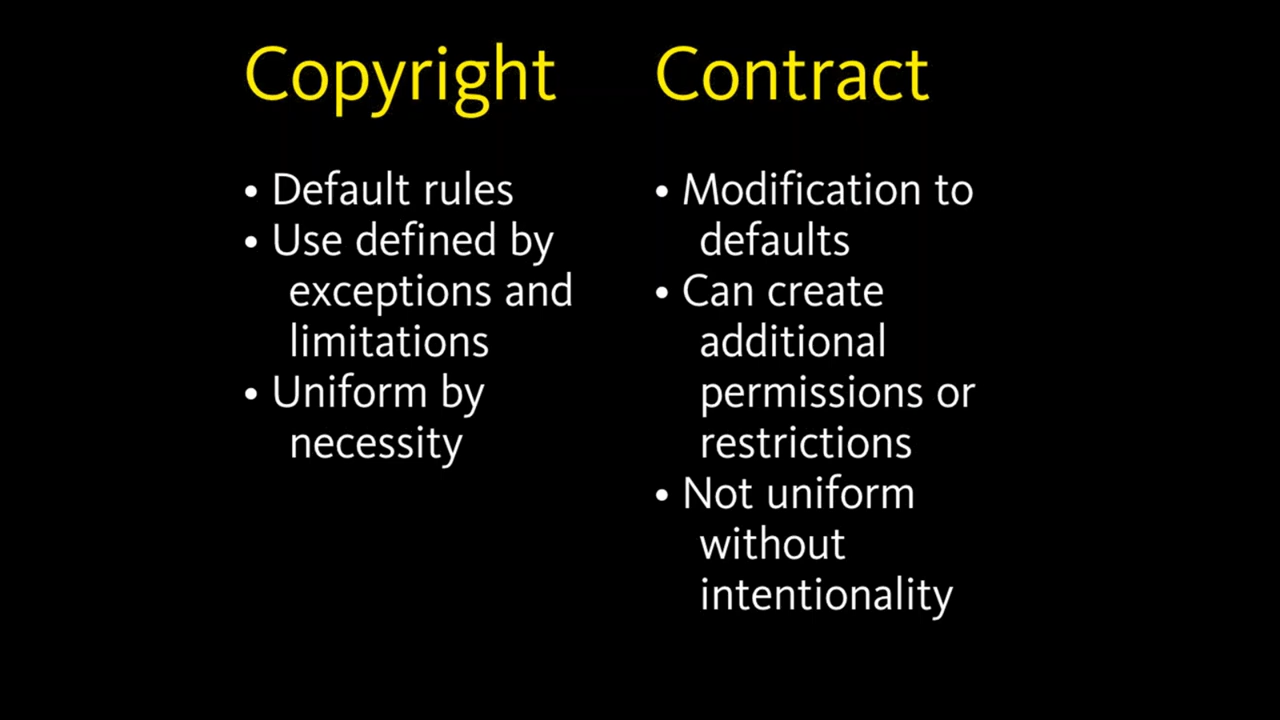 Copyright
• Default rules
• Use defined by
exceptions and
limitations
• Uniform by
necessity
Contract
• Modification to
defaults
• Can create
additional
permissions or
restrictions
• Not uniform
without
intentionality